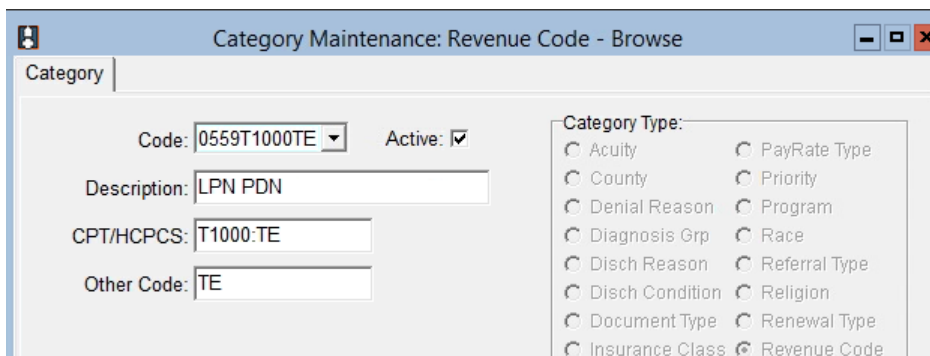 Category Maintenance: Revenue Code - Browse
Category
Code: 0559T1000TE Active:
Description: LPN PDN
CPT/HCPCS: T1000:TE
Other Code: TE
Category Type:
Acuity PayRate Type
County Priority
Denial Reason Program
Diagnosis Grp Race
Disch Reason Referral Type
Disch Condition Religion
Document Type Renewal Type
Insurance Class Revenue Code